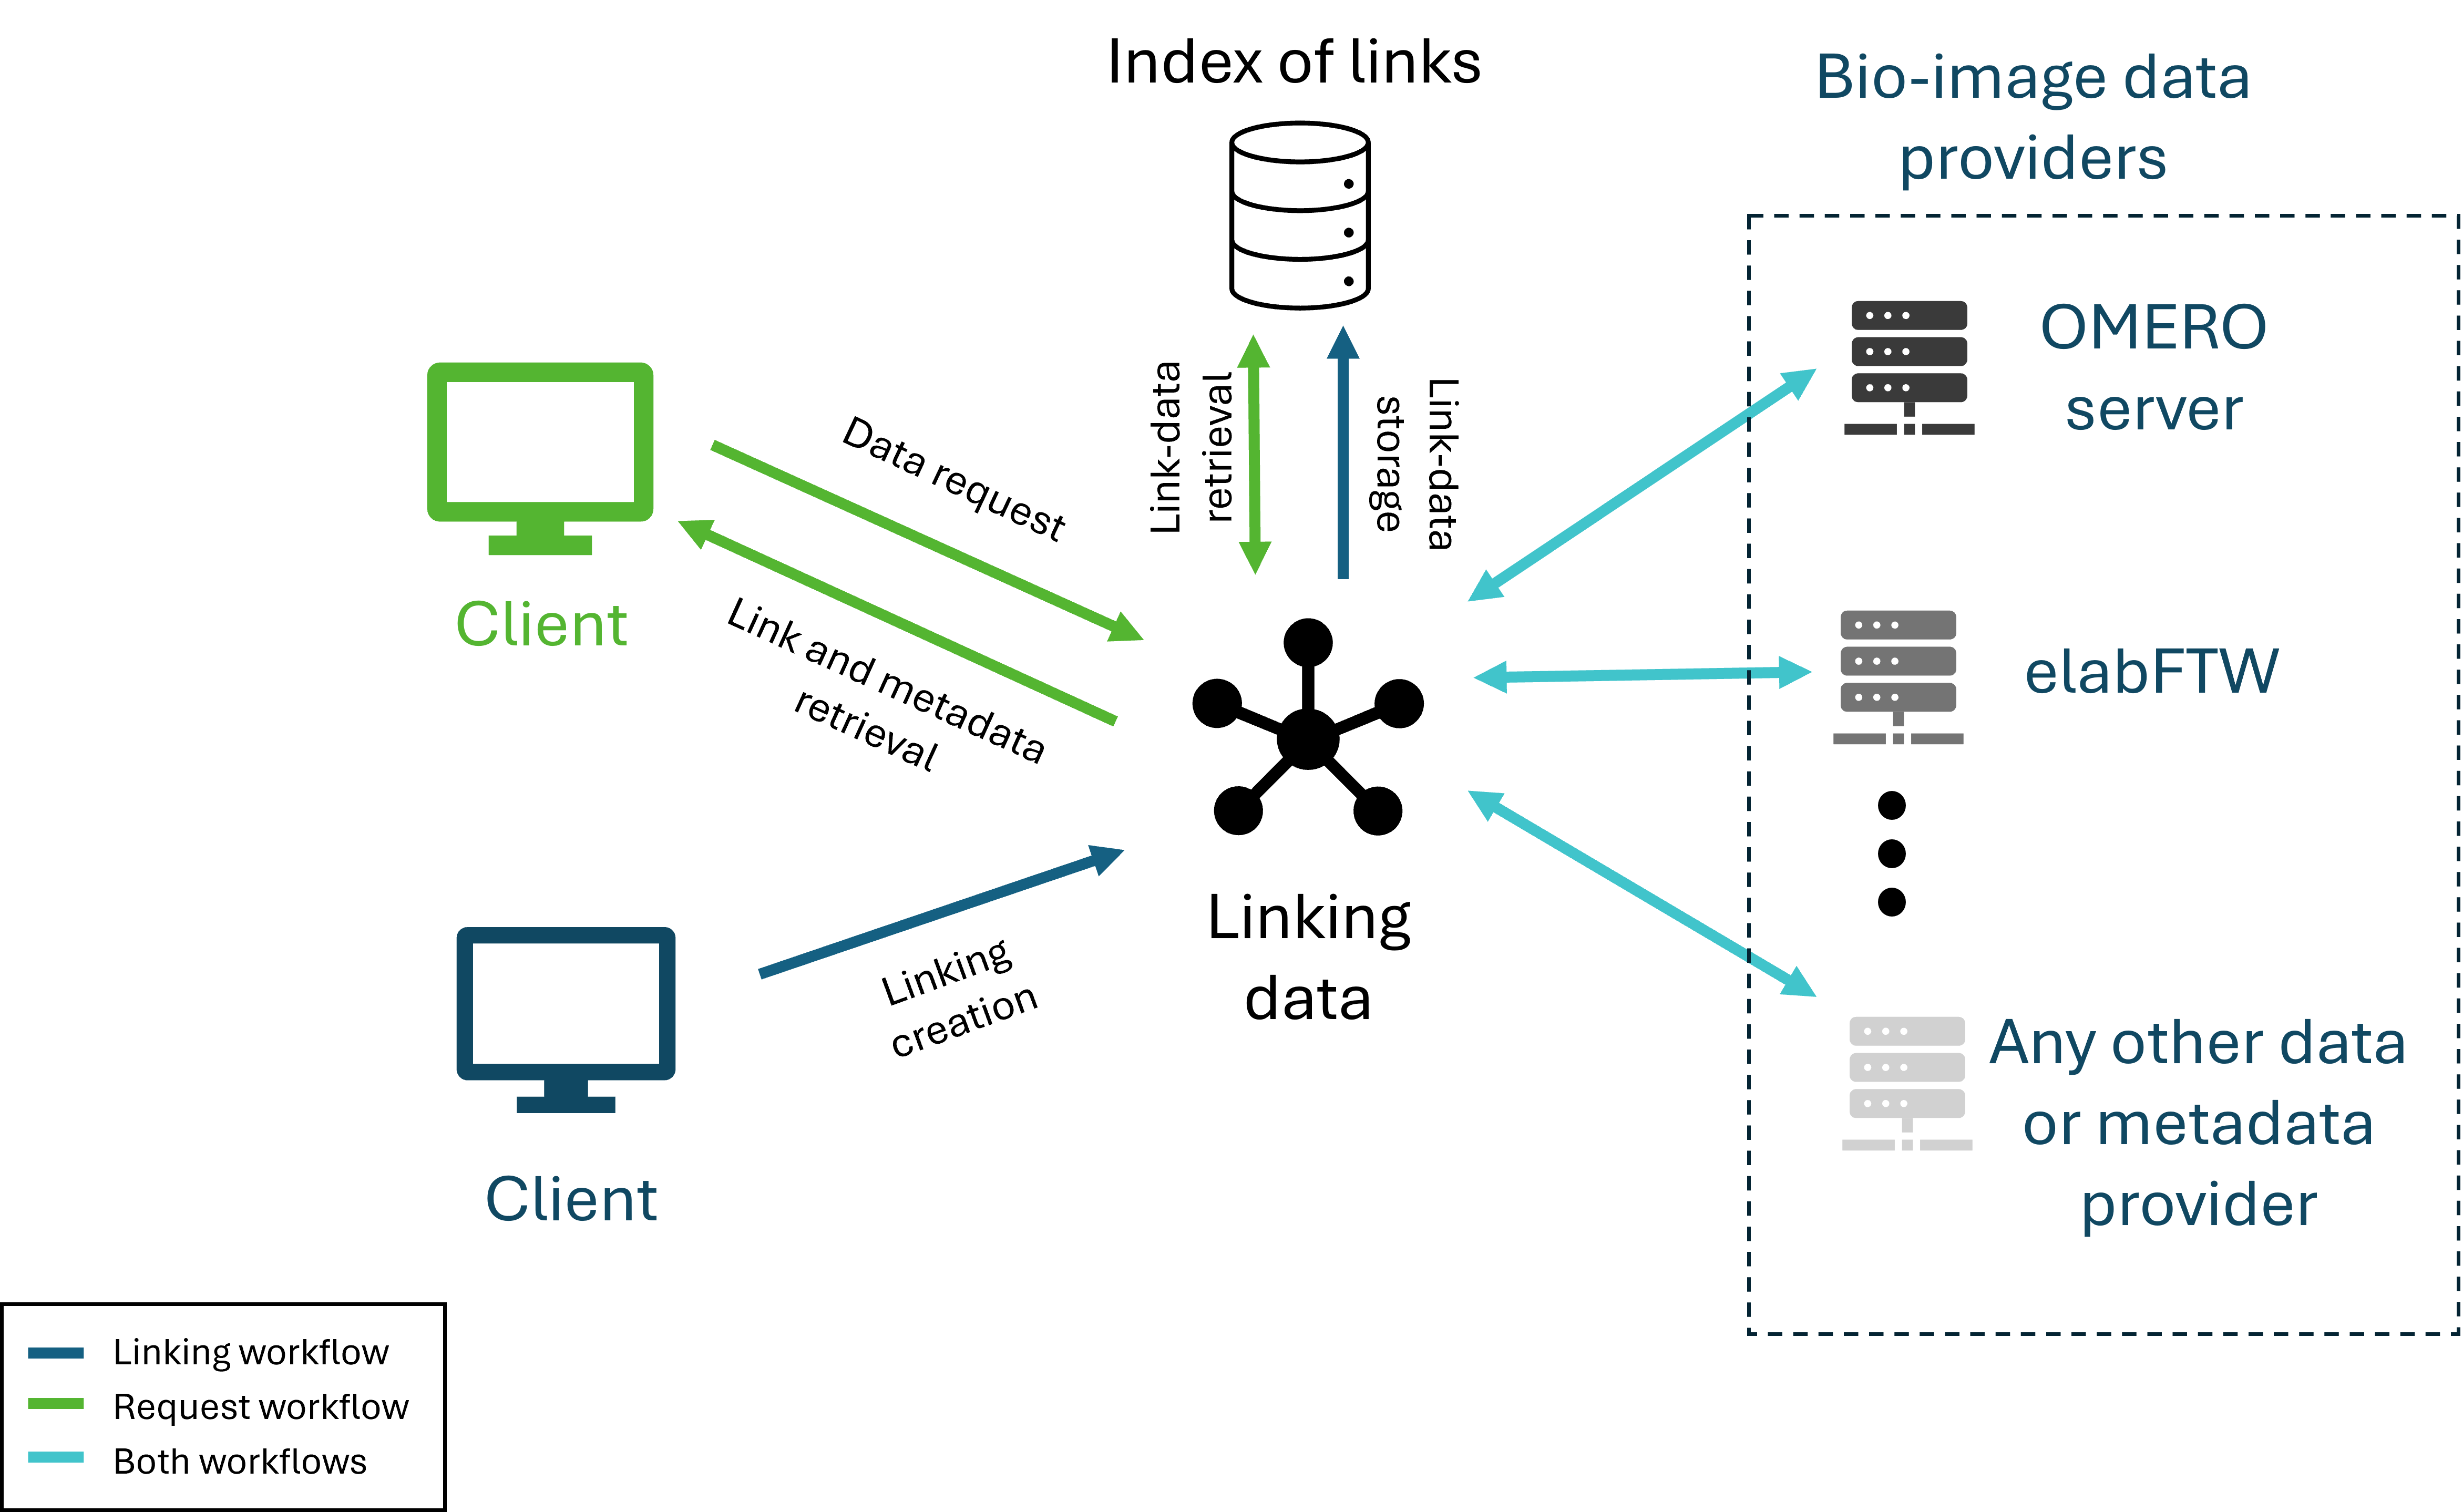 Index of links
Bio-image data
providers
OMERO
server
elabFTW
Any other data
or metadata
provider
Link-data
retrieval
Link-data
storage
Data request
Link and metadata
retrieval
Client
Linking
creation
Client
Linking
data
Linking workflow
Request workflow
Both workflows